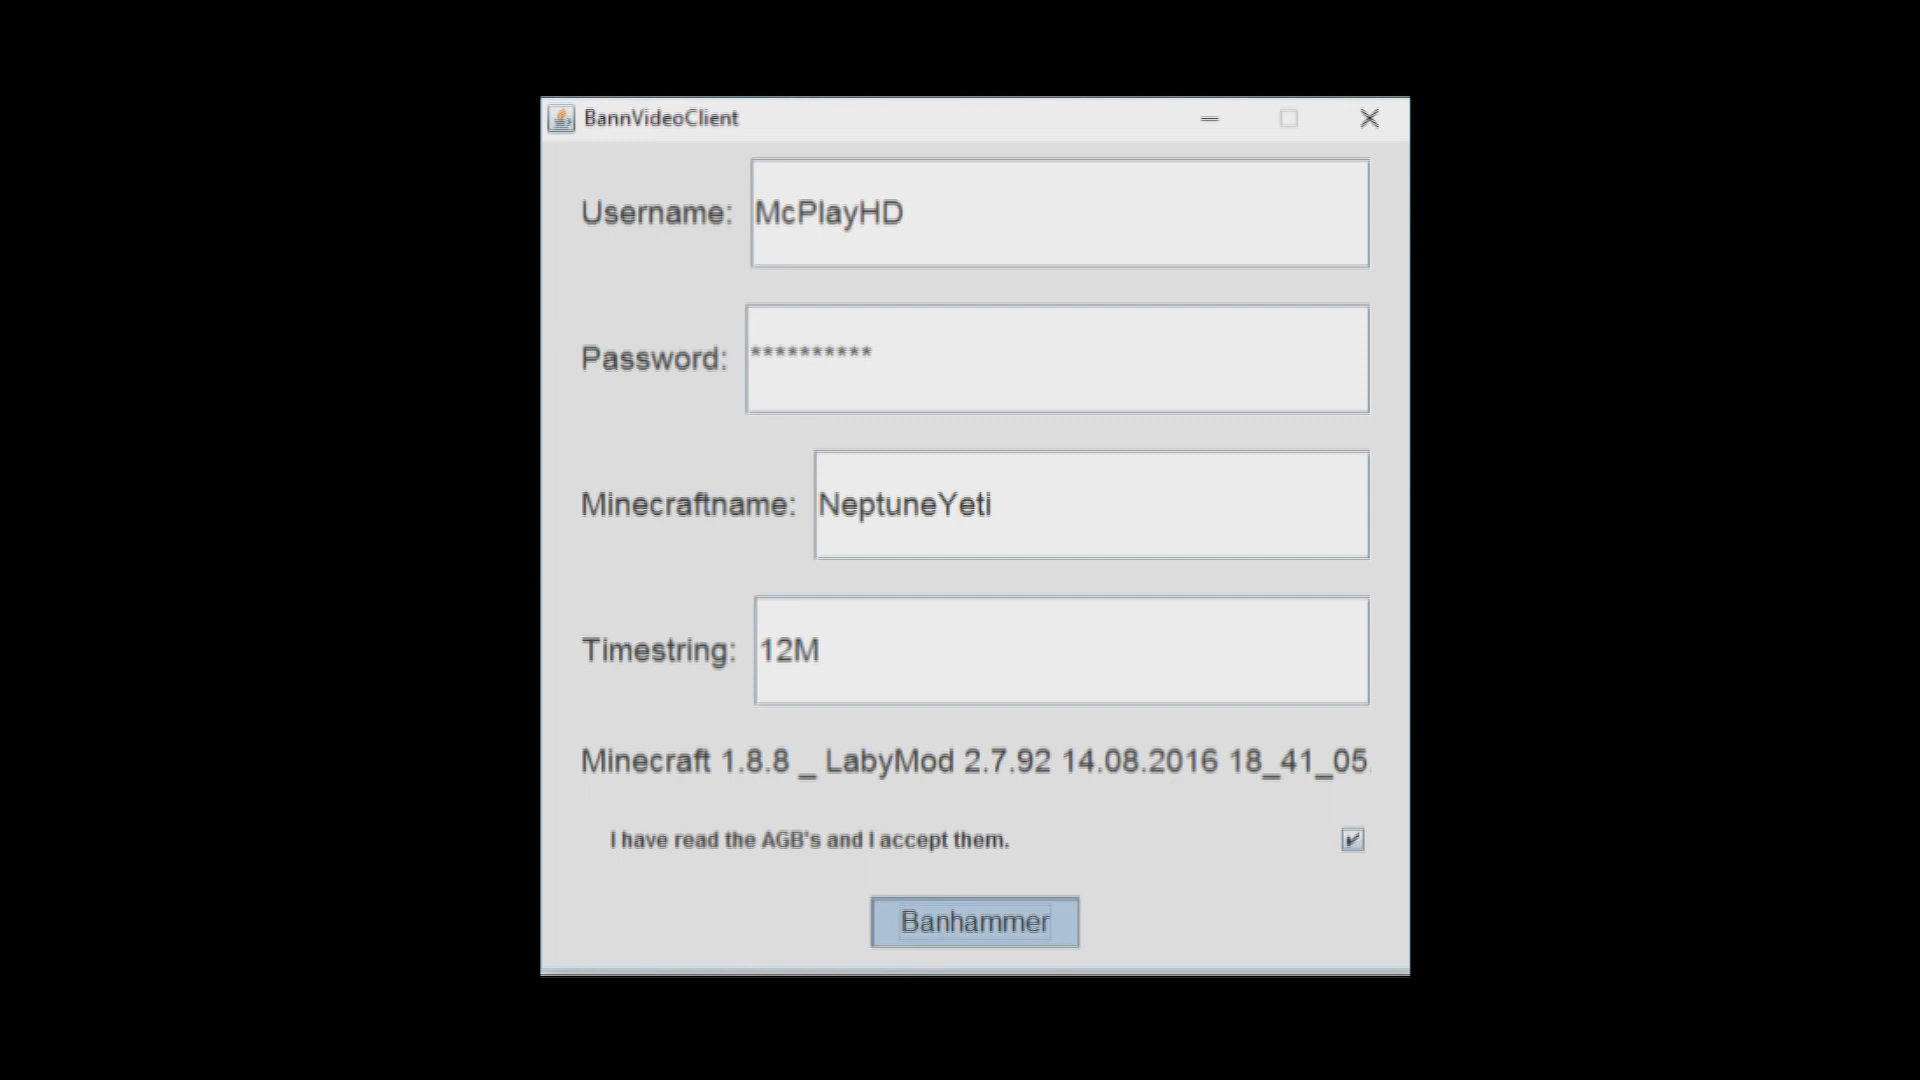 BannVideoClient
Username: McPlayHD
Password: **********
Minecraftname: NeptuneYeti
Timestring: 12M
Minecraft 1.8.8 _ LabyMod 2.7.92 14.08.2016 18_41_05.
I have read the AGB's and I accept them.
Banhammer